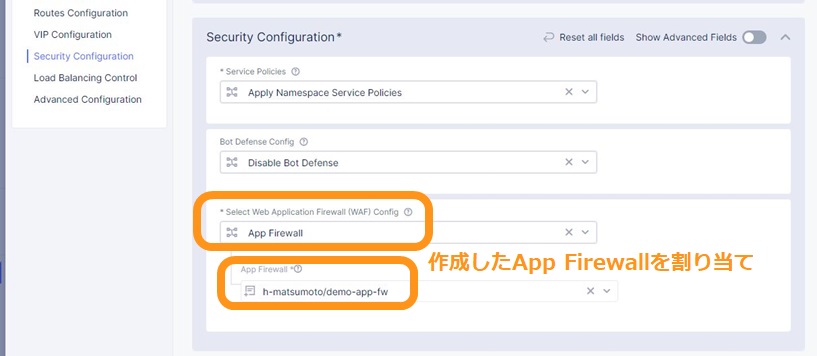 Routes Configuration
VIP Configuration
Security Configuration
Load Balancing Control
Advanced Configuration
Security Configuration*
Reset all fields
Show Advanced Fields
* Service Policies
Apply Namespace Service Policies
Bot Defense Config
Disable Bot Defense
* Select Web Application Firewall (WAF) Config
App Firewall
作成したApp Firewallを割り当て
App Firewall *
h-matsumoto/demo-app-fw